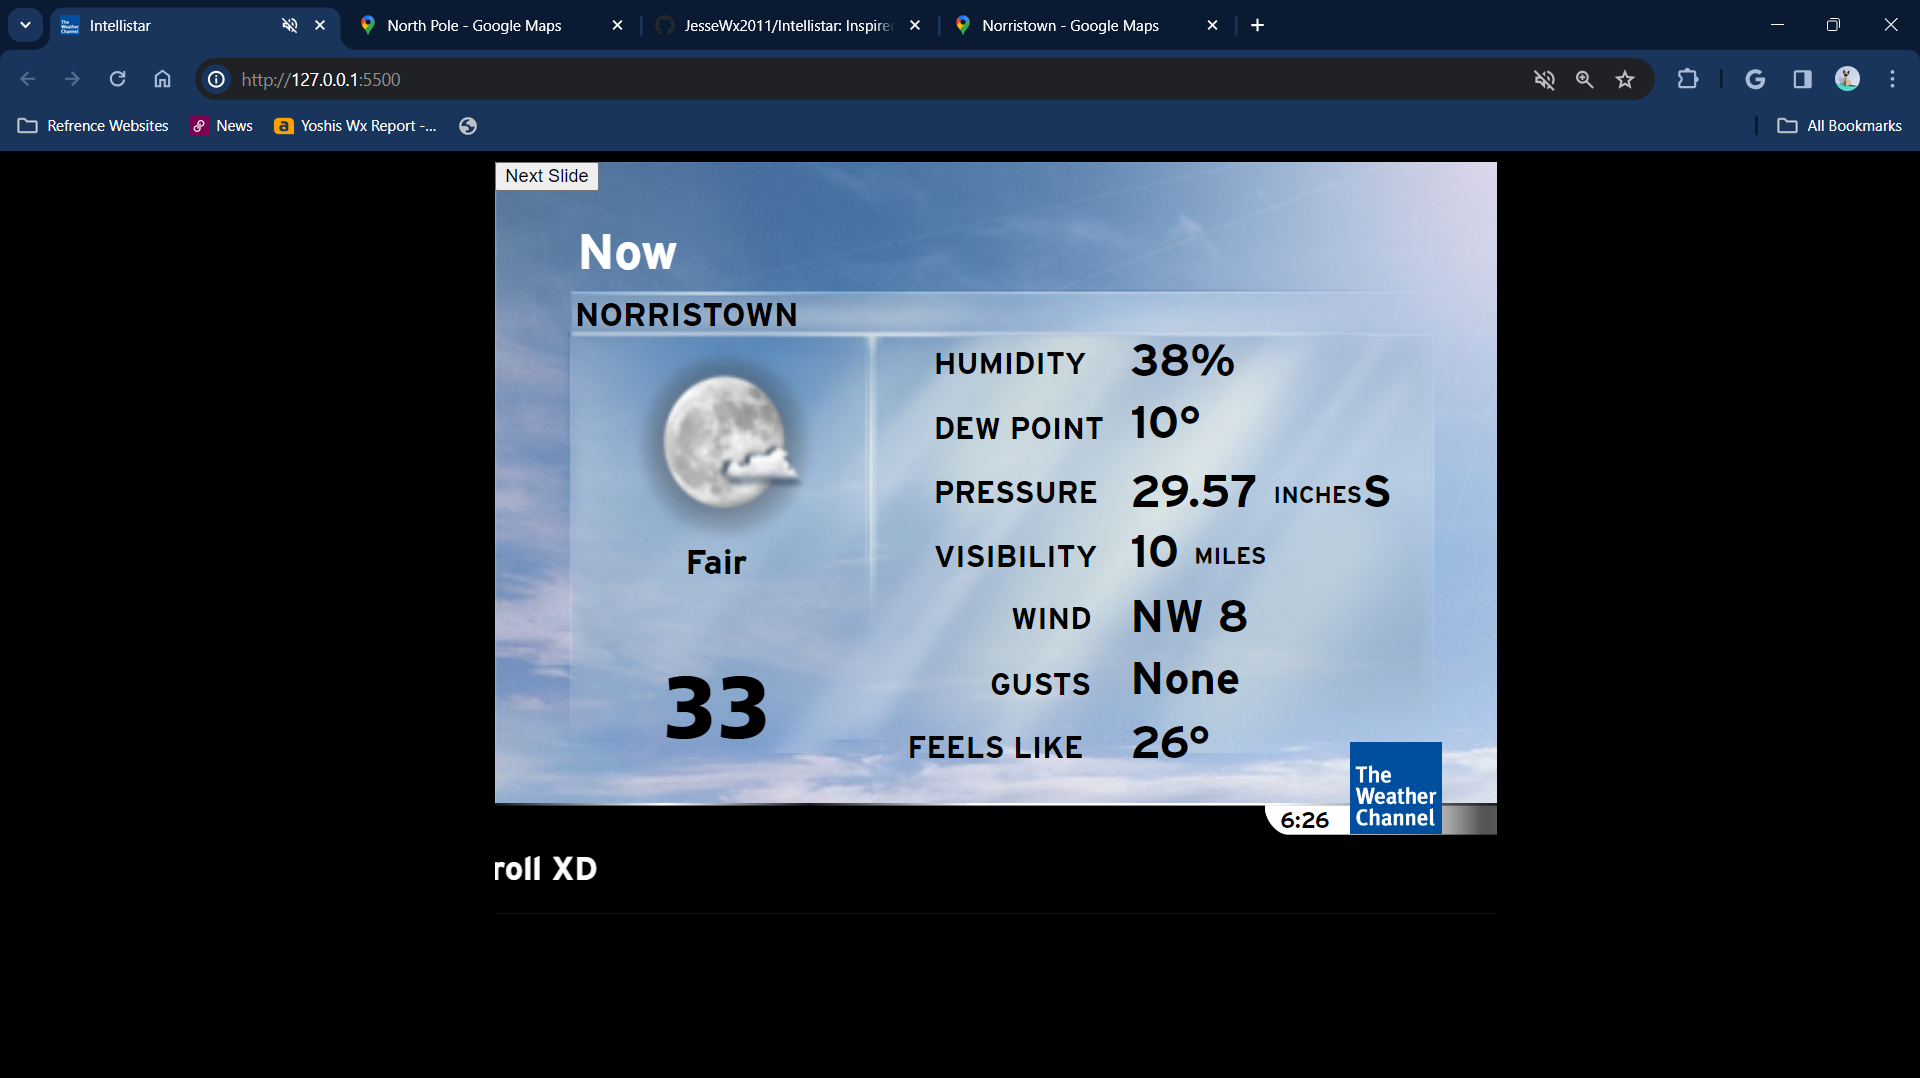 Intellistar
North Pole - Google Maps
JesseWx2011/Intellistar: Inspire
Norristown - Google Maps
http://127.0.0.1:5500
Refrence Websites
News
Yoshis Wx Report -...
All Bookmarks
Next Slide
Now
NORRISTOWN
Fair
33
HUMIDITY 38%
DEW POINT 10°
PRESSURE 29.57 INCHESS
VISIBILITY 10 MILES
WIND NW 8
GUSTS None
FEELS LIKE 26°
The
Weather
Channel
6:26
roll XD